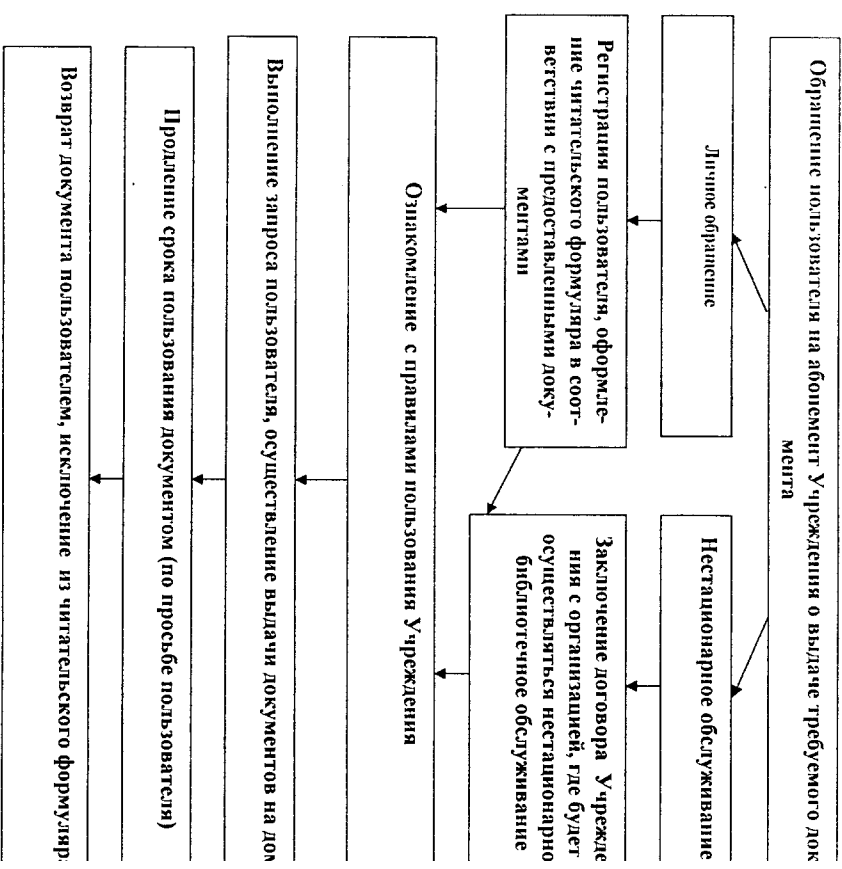 Обращение пользователя на абонемент Учреждения о выдаче требуемого док
мента
Личное обращение
Нестационарное обслуживание
Регистрация пользователя, оформле-
ние читательского формуляра в соот-
ветствии с предоставленными доку-
ментами
Заключение договора Учрежде
ния с организацией, где будет
осуществляться нестационарно
библиотечное обслуживание
Ознакомление с правилами пользования Учреждения
Выполнение запроса пользователя, осуществление выдачи документов на дом
Продление срока пользования документом (по просьбе пользователя)
Возврат документа пользователем, исключение из читательского формуляра